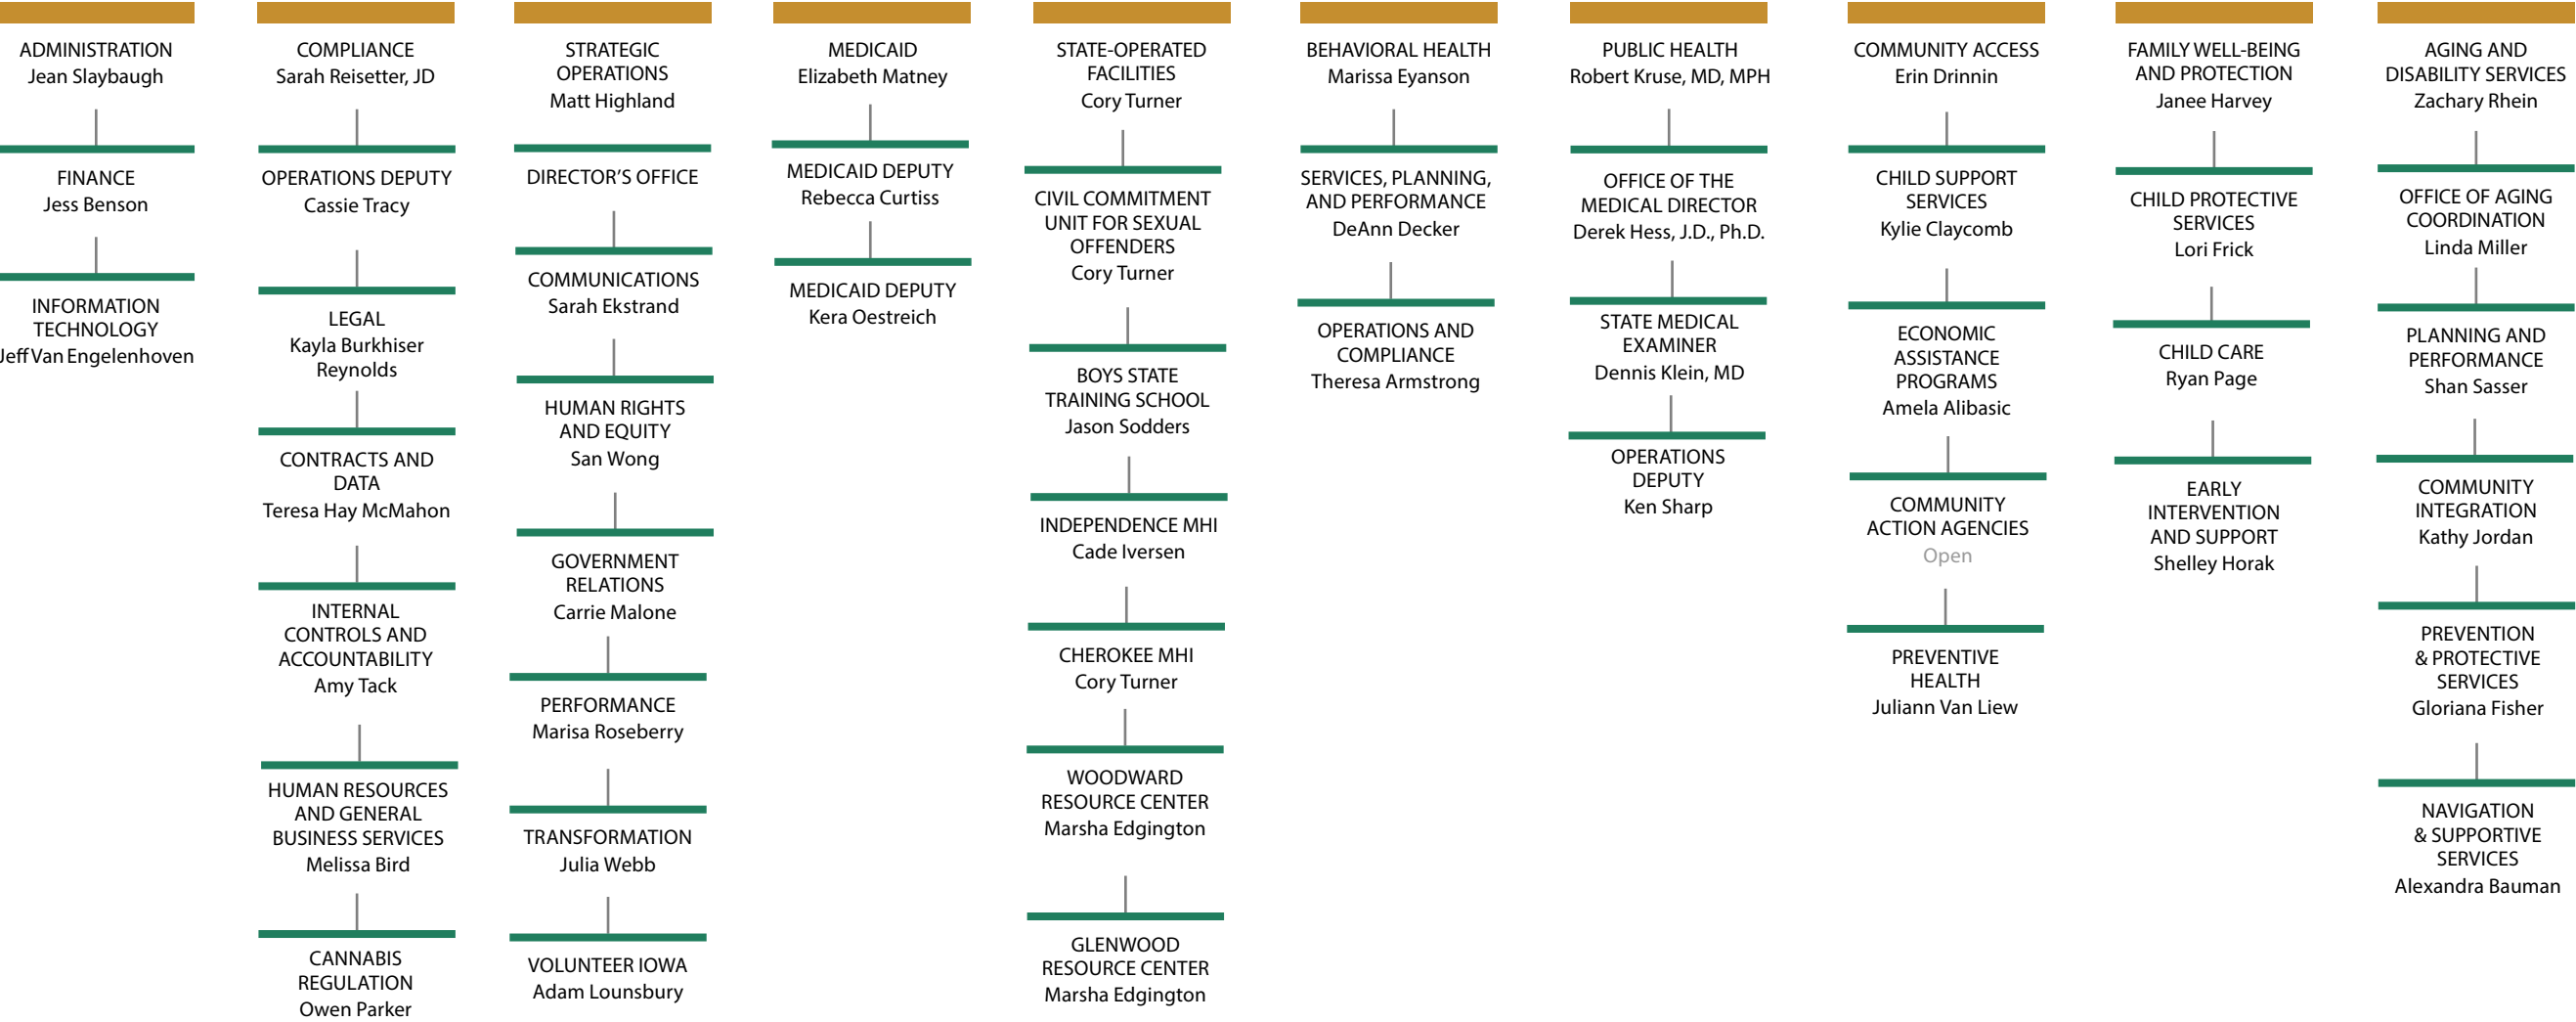 ADMINISTRATION
Jean Slaybaugh
FINANCE
Jess Benson
INFORMATION
TECHNOLOGY
Jeff Van Engelenhoven
COMPLIANCE
Sarah Reisetter, JD
OPERATIONS DEPUTY
Cassie Tracy
LEGAL
Kayla Burkhiser
Reynolds
CONTRACTS AND
DATA
Teresa Hay McMahon
INTERNAL
CONTROLS AND
ACCOUNTABILITY
Amy Tack
HUMAN RESOURCES
AND GENERAL
BUSINESS SERVICES
Melissa Bird
CANNABIS
REGULATION
Owen Parker
STRATEGIC
OPERATIONS
Matt Highland
DIRECTOR'S OFFICE
COMMUNICATIONS
Sarah Ekstrand
HUMAN RIGHTS
AND EQUITY
San Wong
GOVERNMENT
RELATIONS
Carrie Malone
PERFORMANCE
Marisa Roseberry
TRANSFORMATION
Julia Webb
VOLUNTEER IOWA
Adam Lounsbury
MEDICAID
Elizabeth Matney
MEDICAID DEPUTY
Rebecca Curtiss
MEDICAID DEPUTY
Kera Oestreich
STATE-OPERATED
FACILITIES
Cory Turner
CIVIL COMMITMENT
UNIT FOR SEXUAL
OFFENDERS
Cory Turner
BOYS STATE
TRAINING SCHOOL
Jason Sodders
INDEPENDENCE MHI
Cade Iversen
CHEROKEE MHI
Cory Turner
WOODWARD
RESOURCE CENTER
Marsha Edgington
GLENWOOD
RESOURCE CENTER
Marsha Edgington
BEHAVIORAL HEALTH
Marissa Eyanson
SERVICES, PLANNING,
AND PERFORMANCE
DeAnn Decker
OPERATIONS AND
COMPLIANCE
Theresa Armstrong
PUBLIC HEALTH
Robert Kruse, MD, MPH
OFFICE OF THE
MEDICAL DIRECTOR
Derek Hess, J.D., Ph.D.
STATE MEDICAL
EXAMINER
Dennis Klein, MD
OPERATIONS
DEPUTY
Ken Sharp
COMMUNITY ACCESS
Erin Drinnin
CHILD SUPPORT
SERVICES
Kylie Claycomb
ECONOMIC
ASSISTANCE
PROGRAMS
Amela Alibasic
COMMUNITY
ACTION AGENCIES
Open
PREVENTIVE
HEALTH
Juliann Van Liew
FAMILY WELL-BEING
AND PROTECTION
Janee Harvey
CHILD PROTECTIVE
SERVICES
Lori Frick
CHILD CARE
Ryan Page
EARLY
INTERVENTION
AND SUPPORT
Shelley Horak
AGING AND
DISABILITY SERVICES
Zachary Rhein
OFFICE OF AGING
COORDINATION
Linda Miller
PLANNING AND
PERFORMANCE
Shan Sasser
COMMUNITY
INTEGRATION
Kathy Jordan
PREVENTION
& PROTECTIVE
SERVICES
Gloriana Fisher
NAVIGATION
& SUPPORTIVE
SERVICES
Alexandra Bauman